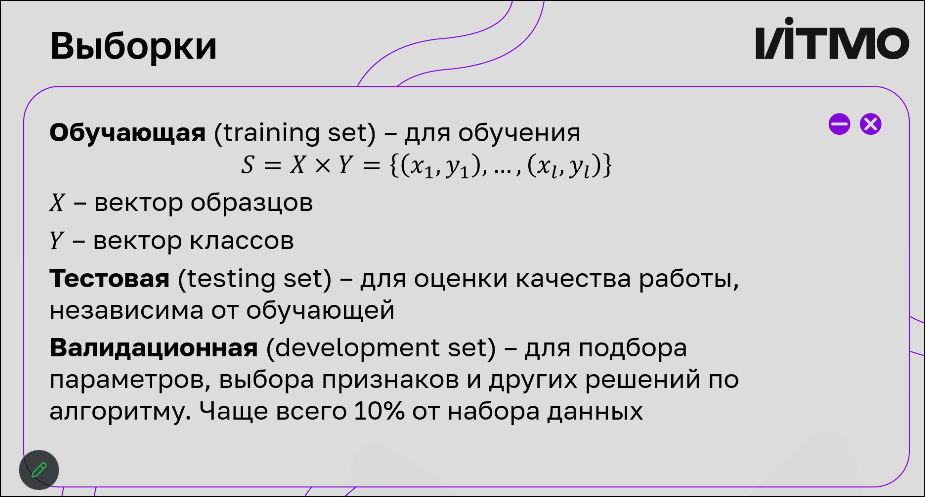 Выборки
ITMO
Обучающая (training set) – для обучения
S = X × Y = {(x₁, y₁), … , (xₗ, yₗ)}
X – вектор образцов
Y – вектор классов
Тестовая (testing set) – для оценки качества работы,
независима от обучающей
Валидационная (development set) – для подбора
параметров, выбора признаков и других решений по
алгоритму. Чаще всего 10% от набора данных